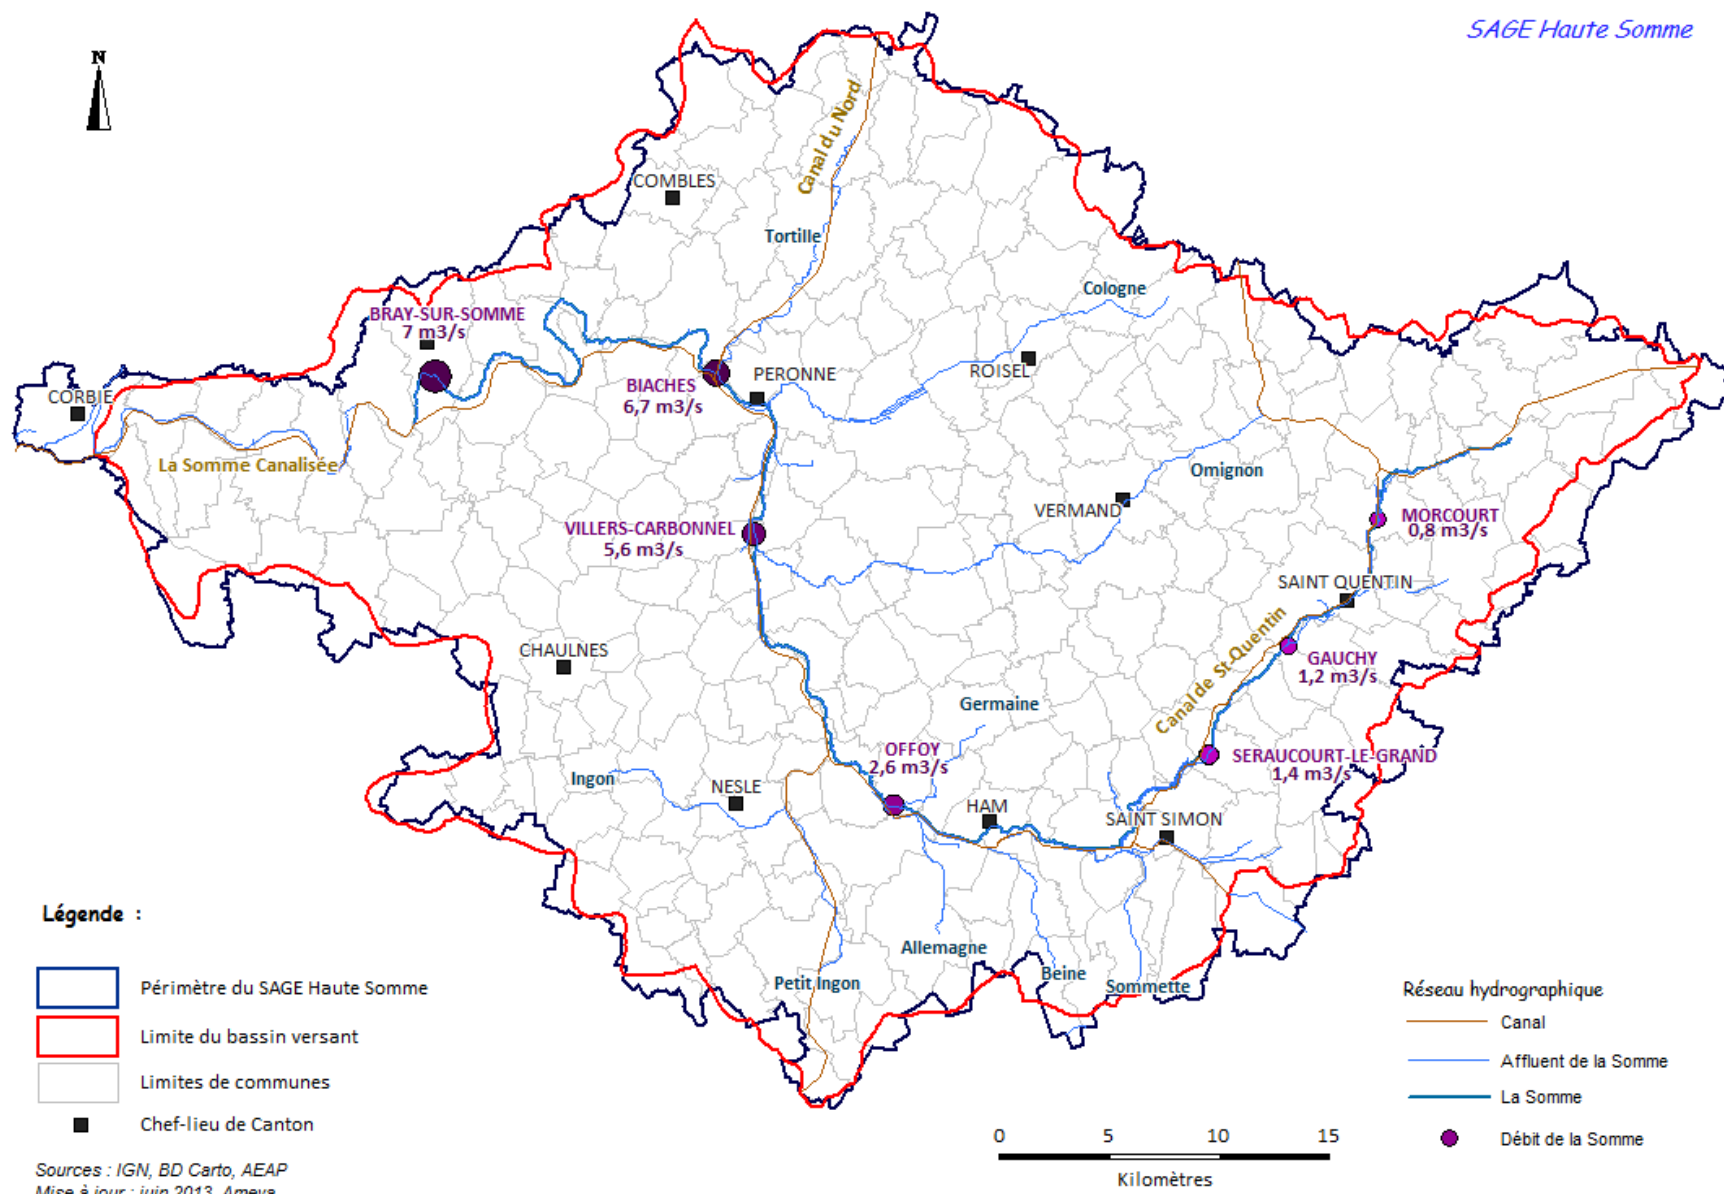 SAGE Haute Somme
N
Canal du Nord
COMBLES
Tortille
Cologne
BRAY-SUR-SOMME
7 m3/s
ROISEL
PERONNE
BIACHES
6,7 m3/s
CORBIE
La Somme Canalisée
Omignon
VERMAND
MORCOURT
0,8 m3/s
VILLERS-CARBONNEL
5,6 m3/s
SAINT QUENTIN
CHAULNES
GAUCHY
1,2 m3/s
Canal de St-Quentin
Germaine
OFFOY
2,6 m3/s
SERAUCOURT-LE-GRAND
1,4 m3/s
Ingon
NESLE
HAM
SAINT SIMON
Allemagne
Beine
Petit Ingon
Sommette
Légende :
Périmètre du SAGE Haute Somme
Limite du bassin versant
Limites de communes
Chef-lieu de Canton
Sources : IGN, BD Carto, AEAP
Mise à jour : juin 2013, Ameva
0 5 10 15
Kilomètres
Réseau hydrographique
Canal
Affluent de la Somme
La Somme
Débit de la Somme